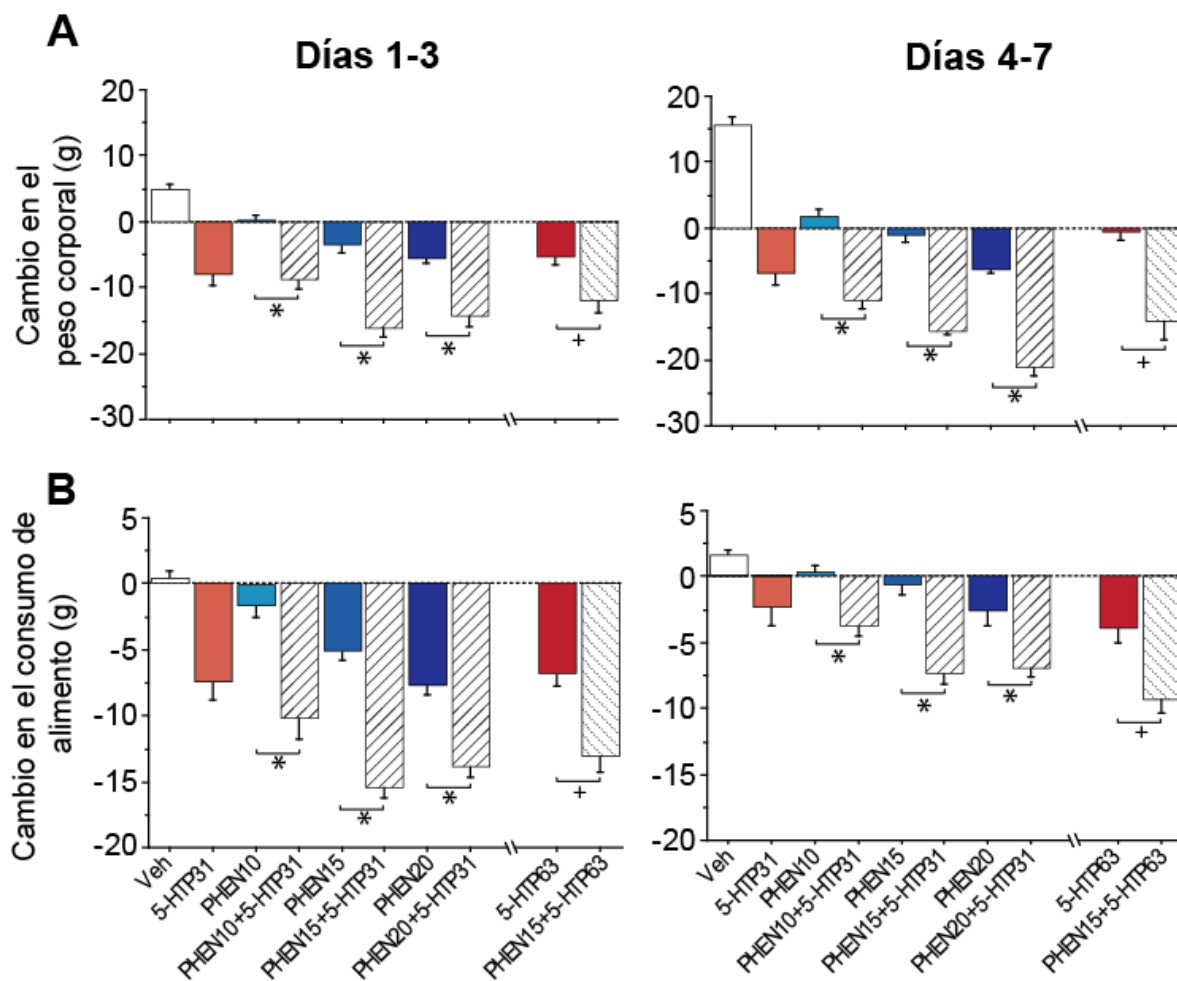 A
Días 1-3
Días 4-7
Cambio en el
peso corporal (g)
20
10
0
-10
-20
-30
*
*
*
+
20
10
0
-10
-20
-30
*
*
*
+
B
Cambio en el consumo de
alimento (g)
5
0
-5
-10
-15
-20
*
*
*
+
5
0
-5
-10
-15
-20
*
*
*
+
Veh
5-HTP31
PHEN10
PHEN10+5-HTP31
PHEN15
PHEN15+5-HTP31
PHEN20
PHEN20+5-HTP31
5-HTP63
PHEN15+5-HTP63
Veh
5-HTP31
PHEN10
PHEN10+5-HTP31
PHEN15
PHEN15+5-HTP31
PHEN20
PHEN20+5-HTP31
5-HTP63
PHEN15+5-HTP63